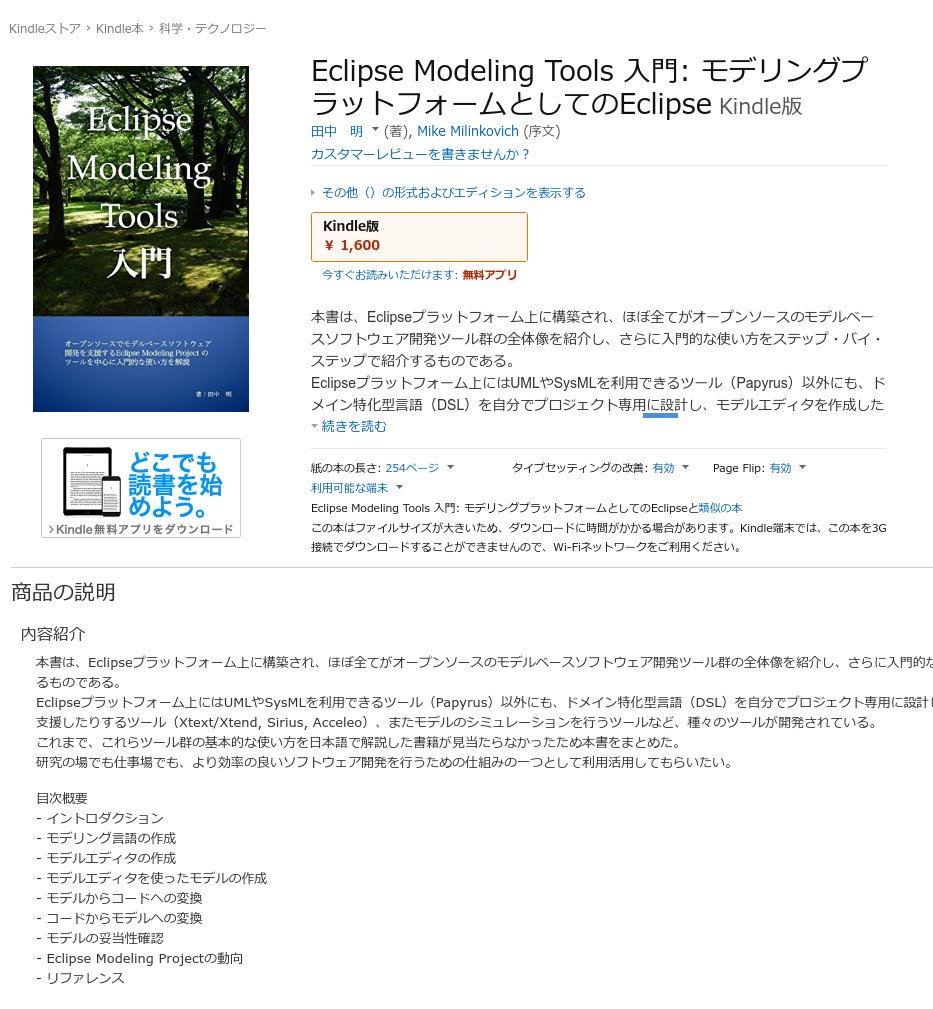 Kindleストア › Kindle本 › 科学・テクノロジー
Eclipse
Modeling
Tools
入門
オープンソースでモデルベースソフトウェア
開発を支援するEclipse Modeling Project の
ツールを中心に入門的な使い方を解説
著：田中　明
どこでも
読書を始
めよう。
›Kindle無料アプリをダウンロード
Eclipse Modeling Tools 入門: モデリングプ
ラットフォームとしてのEclipse Kindle版
田中　明 (著), Mike Milinkovich (序文)
カスタマーレビューを書きませんか？
その他（）の形式およびエディションを表示する
Kindle版
￥ 1,600
今すぐお読みいただけます: 無料アプリ
本書は、Eclipseプラットフォーム上に構築され、ほぼ全てがオープンソースのモデルベー
スソフトウェア開発ツール群の全体像を紹介し、さらに入門的な使い方をステップ・バイ・
ステップで紹介するものである。
Eclipseプラットフォーム上にはUMLやSysMLを利用できるツール（Papyrus）以外にも、ド
メイン特化型言語（DSL）を自分でプロジェクト専用に設計し、モデルエディタを作成した
続きを読む
紙の本の長さ: 254ページ タイプセッティングの改善: 有効 Page Flip: 有効
利用可能な端末
Eclipse Modeling Tools 入門: モデリングプラットフォームとしてのEclipseと類似の本
この本はファイルサイズが大きいため、ダウンロードに時間がかかる場合があります。Kindle端末では、この本を3G
接続でダウンロードすることができませんので、Wi-Fiネットワークをご利用ください。
商品の説明
内容紹介
本書は、Eclipseプラットフォーム上に構築され、ほぼ全てがオープンソースのモデルベースソフトウェア開発ツール群の全体像を紹介し、さらに入門的な
るものである。
Eclipseプラットフォーム上にはUMLやSysMLを利用できるツール（Papyrus）以外にも、ドメイン特化型言語（DSL）を自分でプロジェクト専用に設計し
支援したりするツール（Xtext/Xtend, Sirius, Acceleo）、またモデルのシミュレーションを行うツールなど、種々のツールが開発されている。
これまで、これらツール群の基本的な使い方を日本語で解説した書籍が見当たらなかったため本書をまとめた。
研究の場でも仕事場でも、より効率の良いソフトウェア開発を行うための仕組みの一つとして利用活用してもらいたい。
目次概要
- イントロダクション
- モデリング言語の作成
- モデルエディタの作成
- モデルエディタを使ったモデルの作成
- モデルからコードへの変換
- コードからモデルへの変換
- モデルの妥当性確認
- Eclipse Modeling Projectの動向
- リファレンス